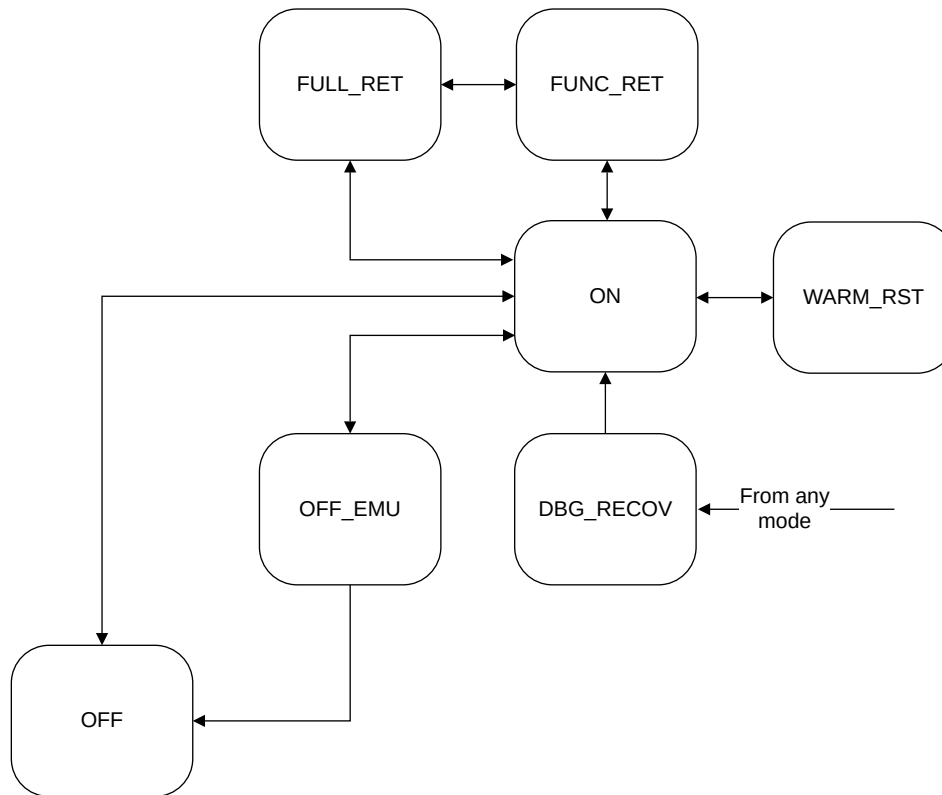 FULL_RET
FUNC_RET
ON
WARM_RST
OFF_EMU
DBG_RECOV
From any
mode
OFF